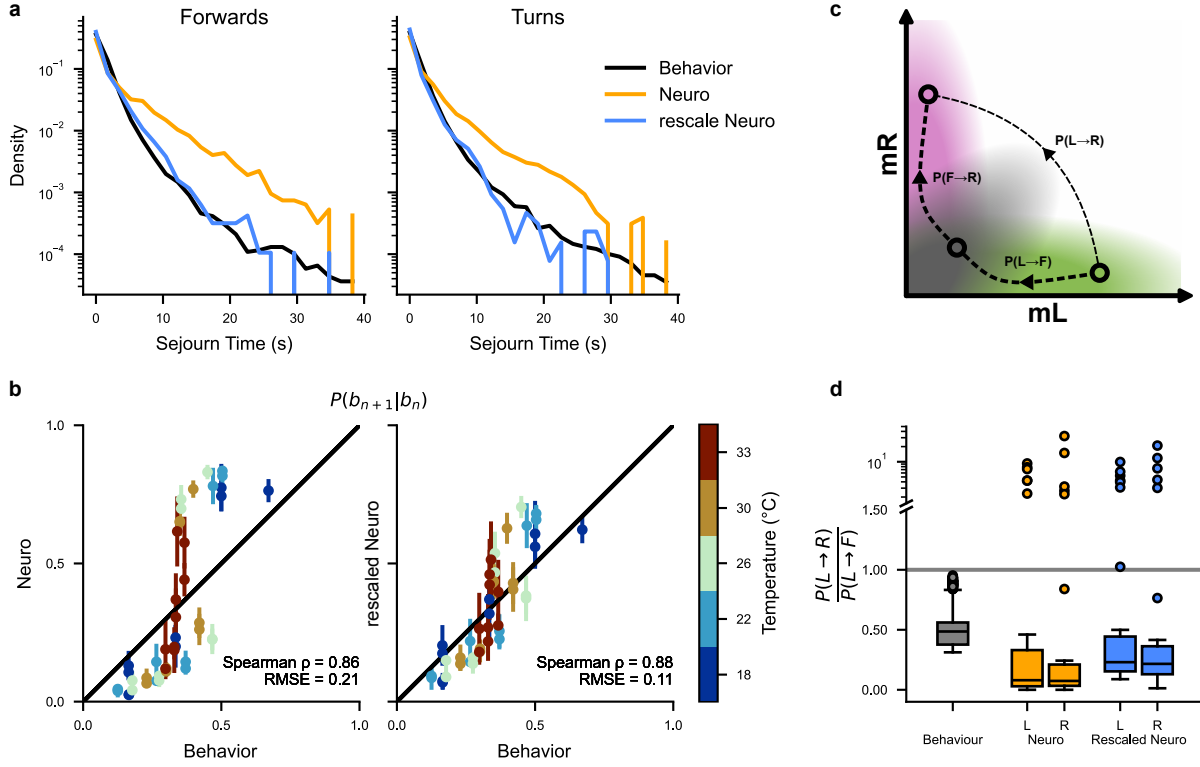 a
Forwards
Turns
Density
10⁻¹
10⁻²
10⁻³
10⁻⁴
0
10
20
30
40
Sejourn Time (s)
0
10
20
30
40
Sejourn Time (s)
Behavior
Neuro
rescale Neuro
c
mR
mL
P(L→R)
P(F→R)
P(L→F)
b
P(bₙ₊₁|bₙ)
Neuro
1.0
0.5
0.0
0.0
0.5
1.0
Behavior
Spearman ρ = 0.86
RMSE = 0.21
rescaled Neuro
0.0
0.5
1.0
Behavior
Spearman ρ = 0.88
RMSE = 0.11
33
30
26
22
18
Temperature (°C)
d
P(L → R)
P(L → F)
10¹
1.50
1.00
0.50
0.00
L
R
L
R
Behaviour
Neuro
Rescaled Neuro